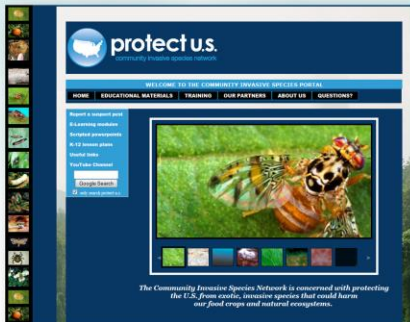 protect u.s.
community invasive species network
WELCOME TO THE COMMUNITY INVASIVE SPECIES PORTAL
HOME EDUCATIONAL MATERIALS TRAINING OUR PARTNERS ABOUT US QUESTIONS?
Report a suspect pest
E-Learning modules
Scripted powerpoints
K-12 lesson plans
Useful links
YouTube Channel
Google Search
only search protect u.s.
The Community Invasive Species Network is concerned with protecting
the U.S. from exotic, invasive species that could harm
our food crops and natural ecosystems.